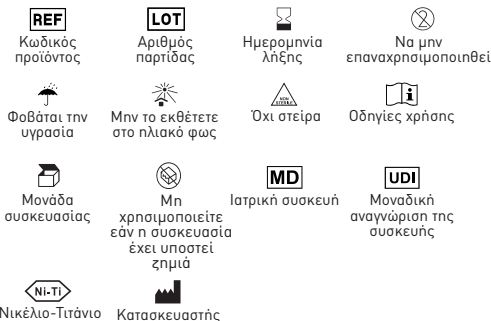 REF
LOT
2
Κωδικός
προϊόντος
Αριθμός
παρτίδας
Ημερομηνία
λήξης
Να μην
επαναχρησιμοποιηθεί
NON
STERILE
i
Φοβάται την
υγρασία
Μην το εκθέτετε
στο ηλιακό φως
Όχι στείρα
Οδηγίες χρήσης
MD
UDI
Μονάδα
συσκευασίας
Μη
χρησιμοποιείτε
εάν η συσκευασία
έχει υποστεί
ζημιά
Ιατρική συσκευή
Μοναδική
αναγνώριση της
συσκευής
Ni-Ti
Νικέλιο-Τιτάνιο
Κατασκευαστής